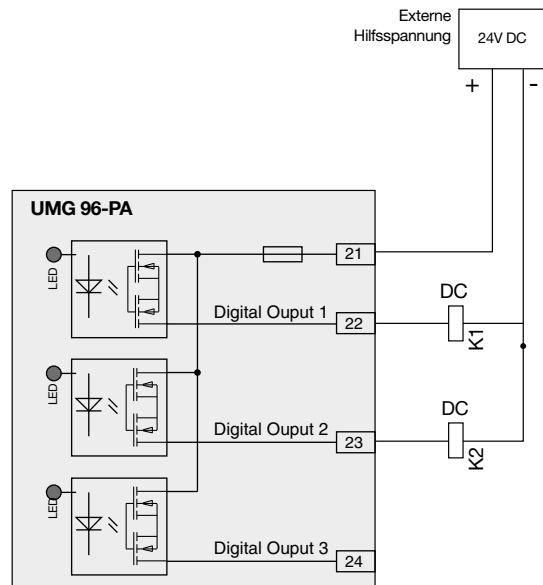 Externe
Hilfsspannung
24V DC
+ -
UMG 96-PA
LED
21
Digital Ouput 1
22
DC
K1
LED
Digital Ouput 2
23
DC
K2
LED
Digital Ouput 3
24